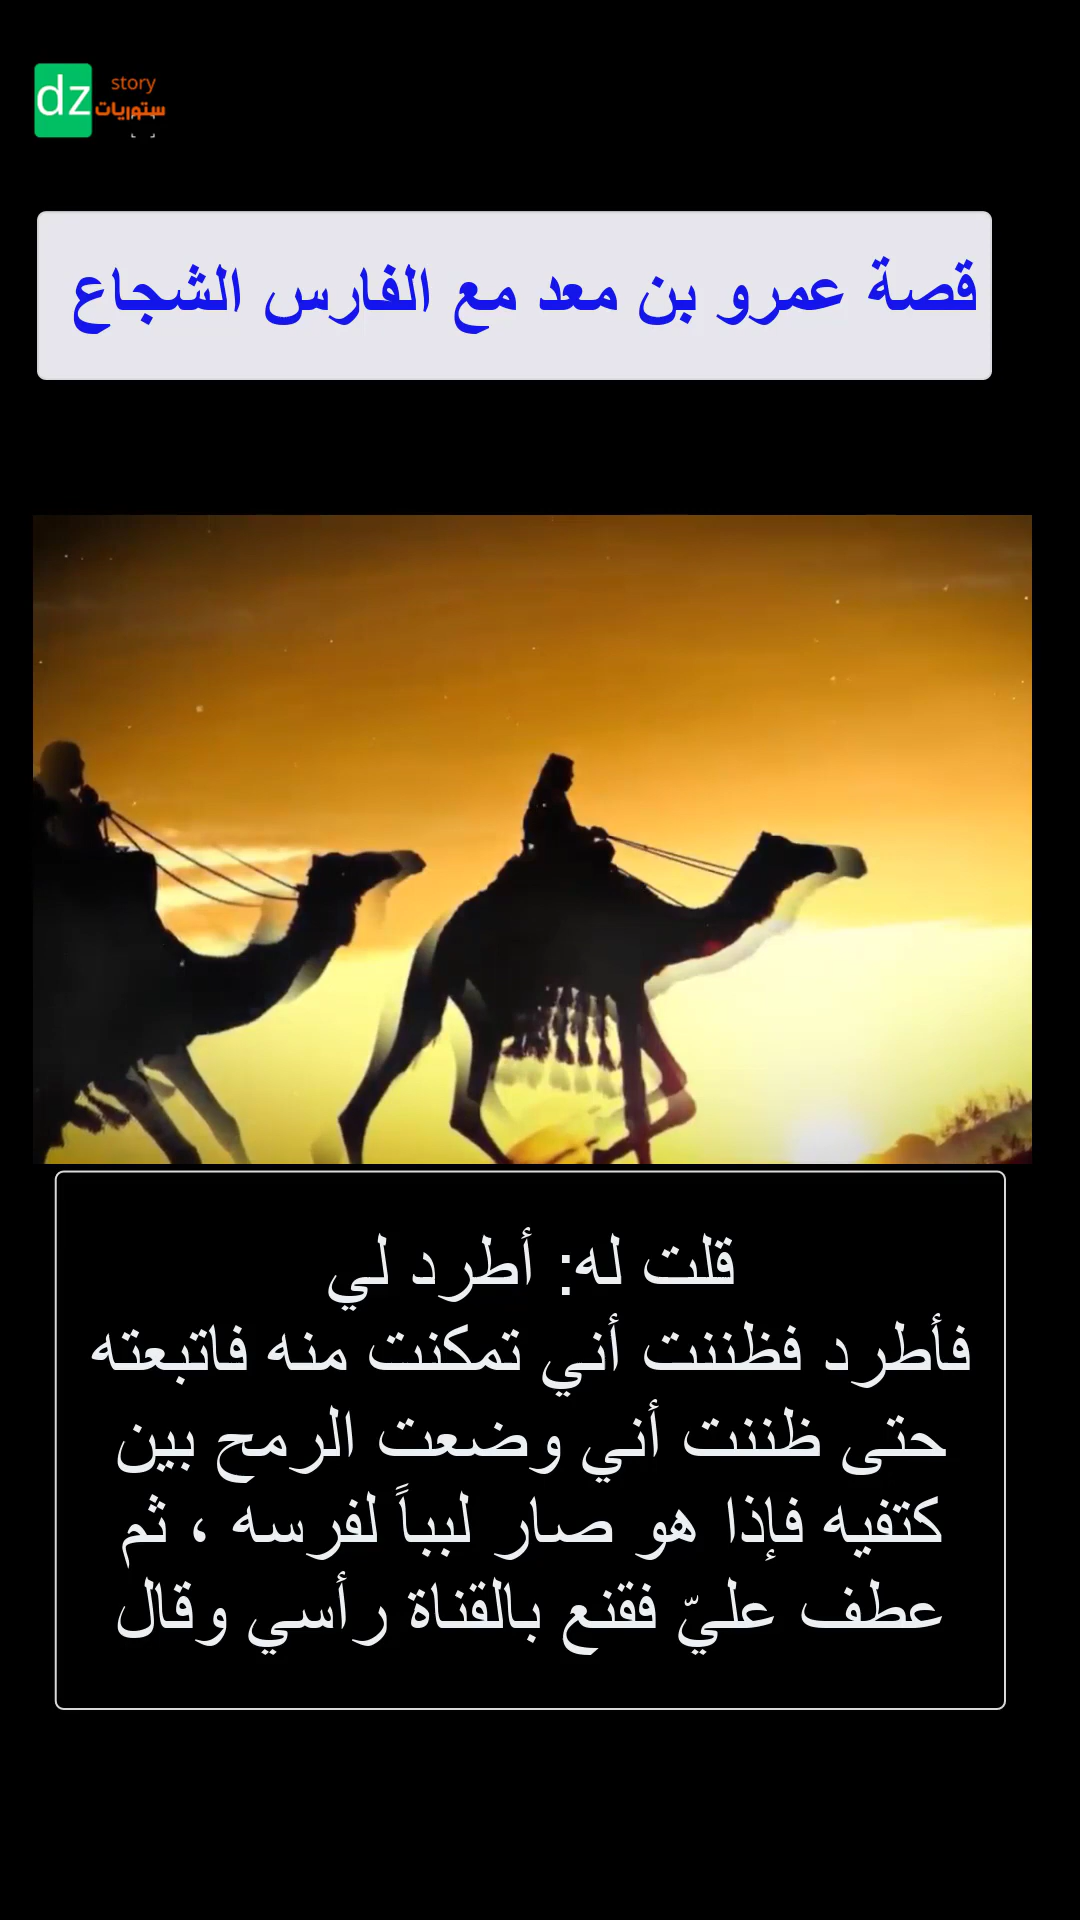 dz
story
ستوريات
قصة عمرو بن معد مع الفارس الشجاع
قلت له: أطرد لي
فأطرد فظننت أني تمكنت منه فاتبعته
حتى ظننت أني وضعت الرمح بين
كتفيه فإذا هو صار لبباً لفرسه ، ثم
عطف عليّ فقنع بالقناة رأسي وقال